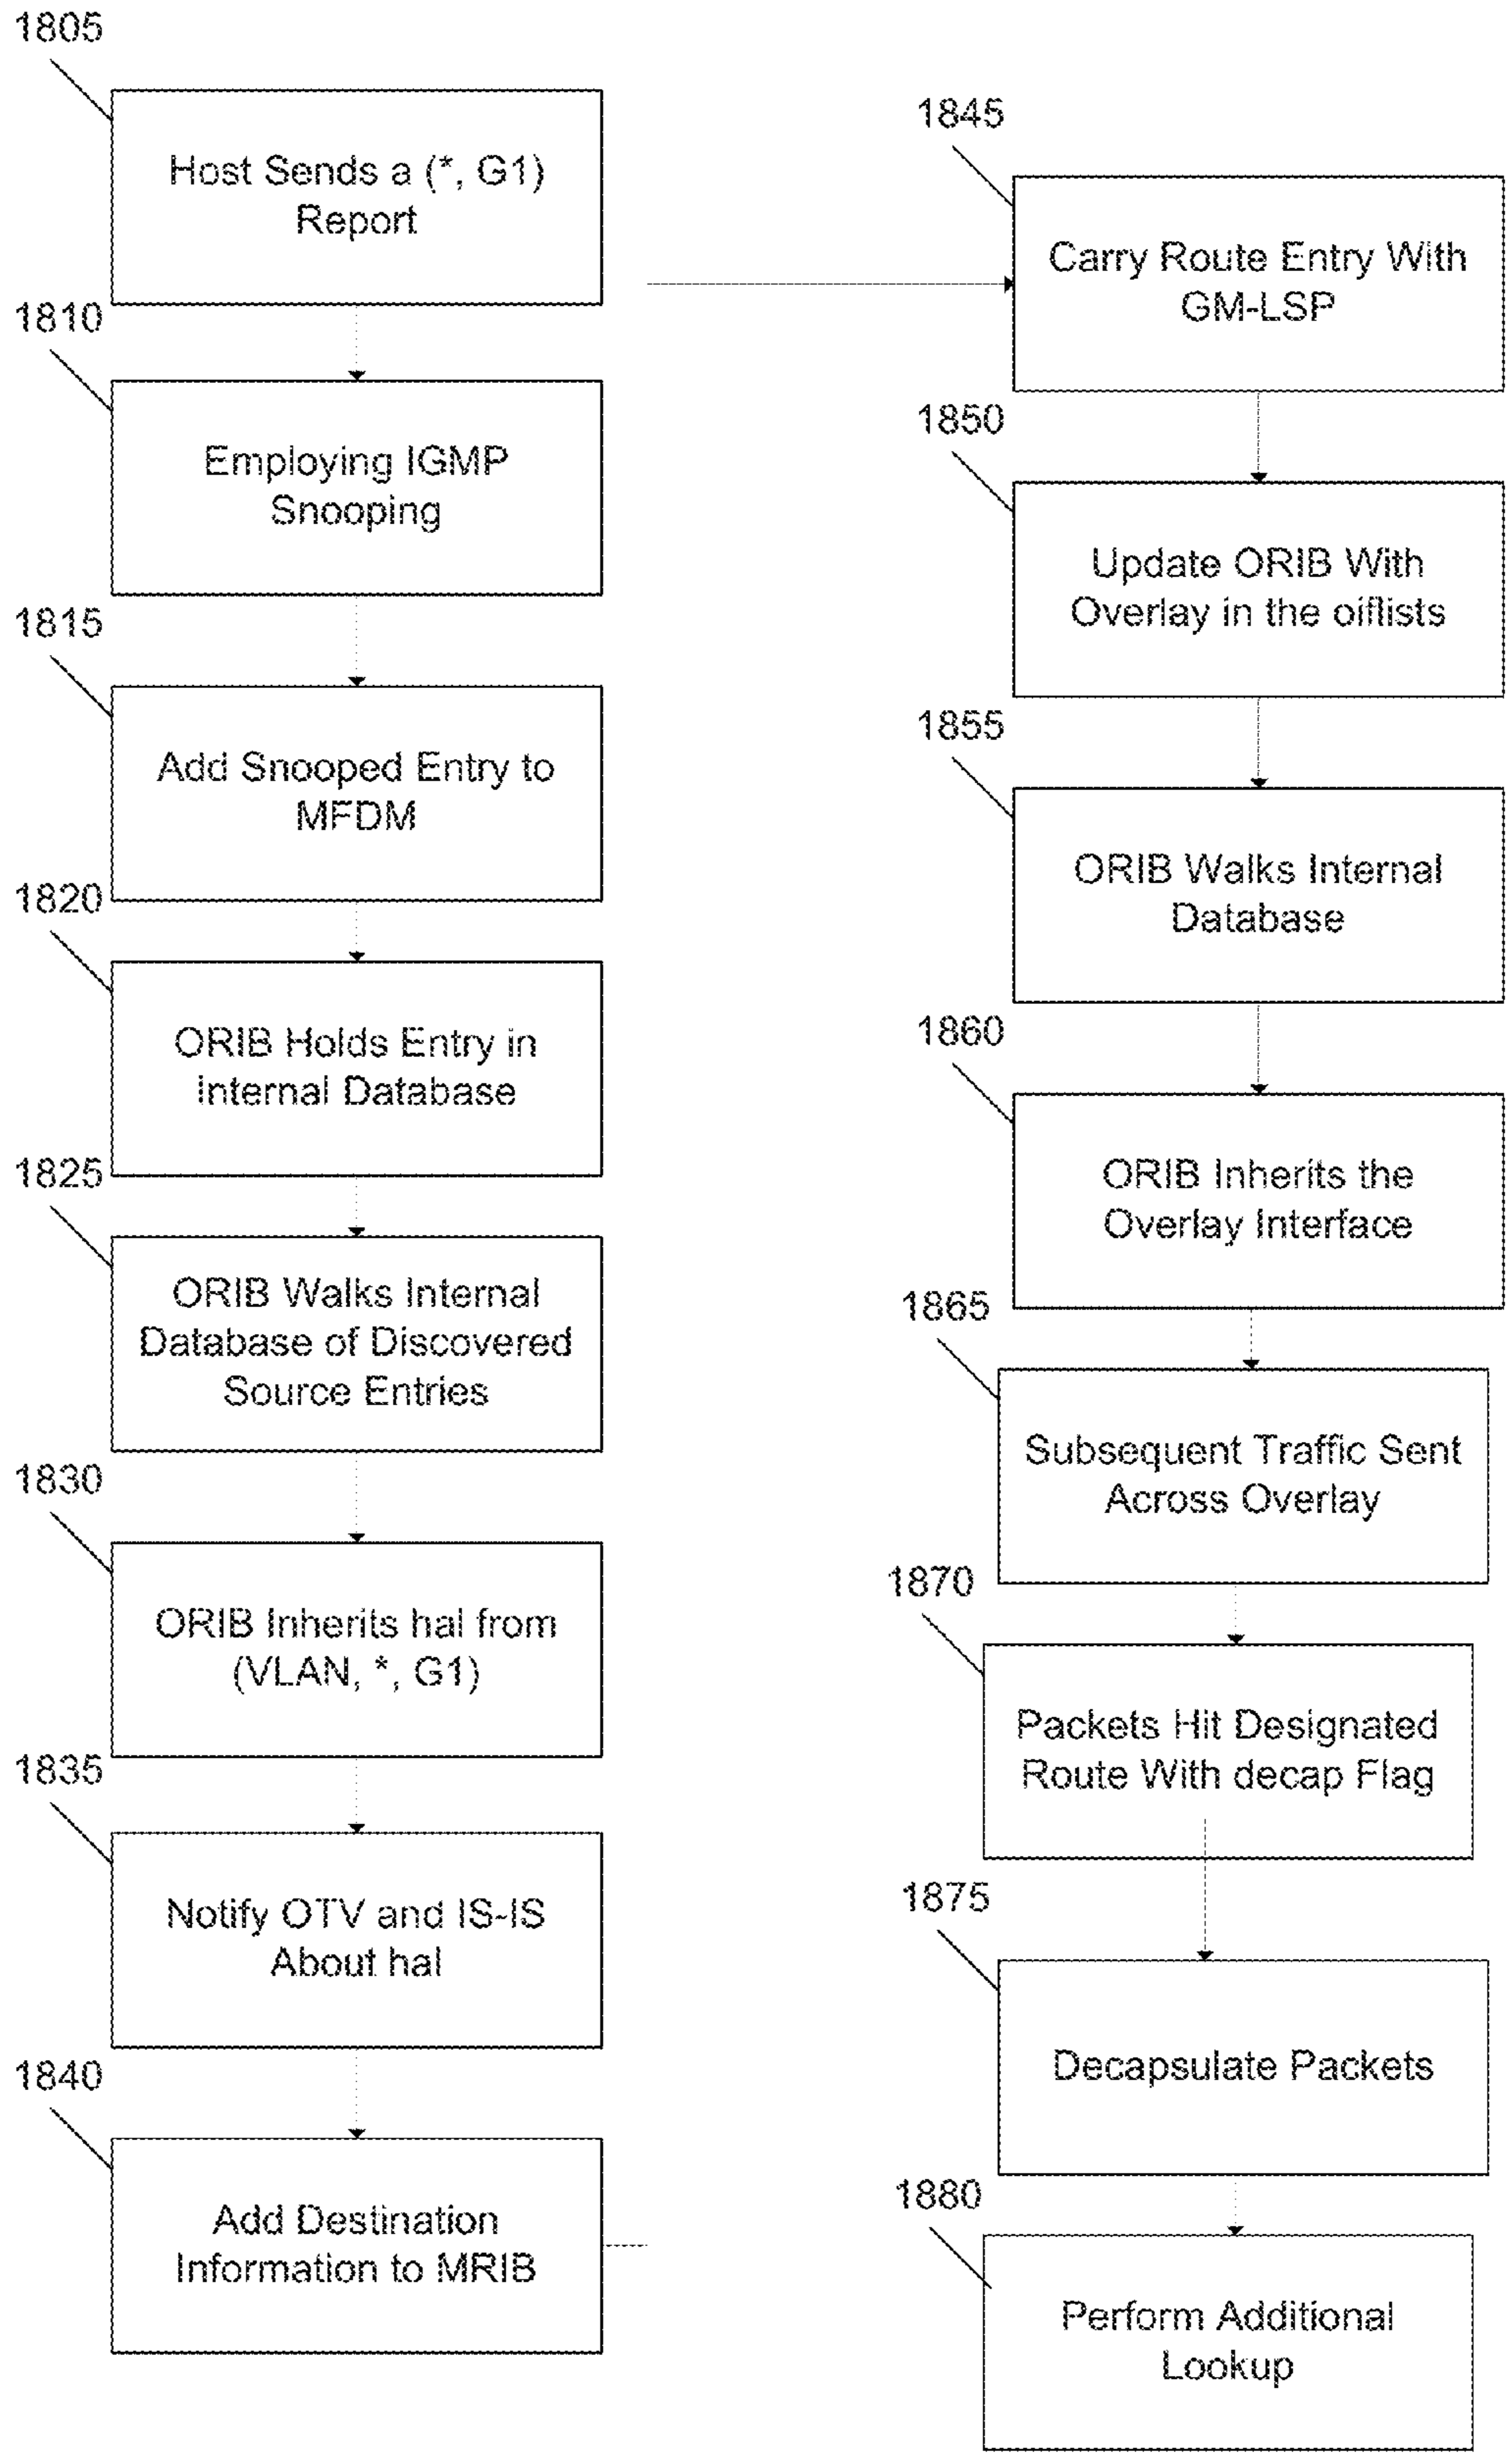 1805
Host Sends a (*, G1)
Report
1810
Employing IGMP
Snooping
1815
Add Snooped Entry to
MFDM
1820
ORIB Holds Entry in
Internal Database
1825
ORIB Walks Internal
Database of Discovered
Source Entries
1830
ORIB Inherits hal from
(VLAN, *, G1)
1835
Notify OTV and IS-IS
About hal
1840
Add Destination
Information to MRIB
1845
Carry Route Entry With
GM-LSP
1850
Update ORIB With
Overlay in the oiflists
1855
ORIB Walks Internal
Database
1860
ORIB Inherits the
Overlay Interface
1865
Subsequent Traffic Sent
Across Overlay
1870
Packets Hit Designated
Route With decap Flag
1875
Decapsulate Packets
1880
Perform Additional
Lookup